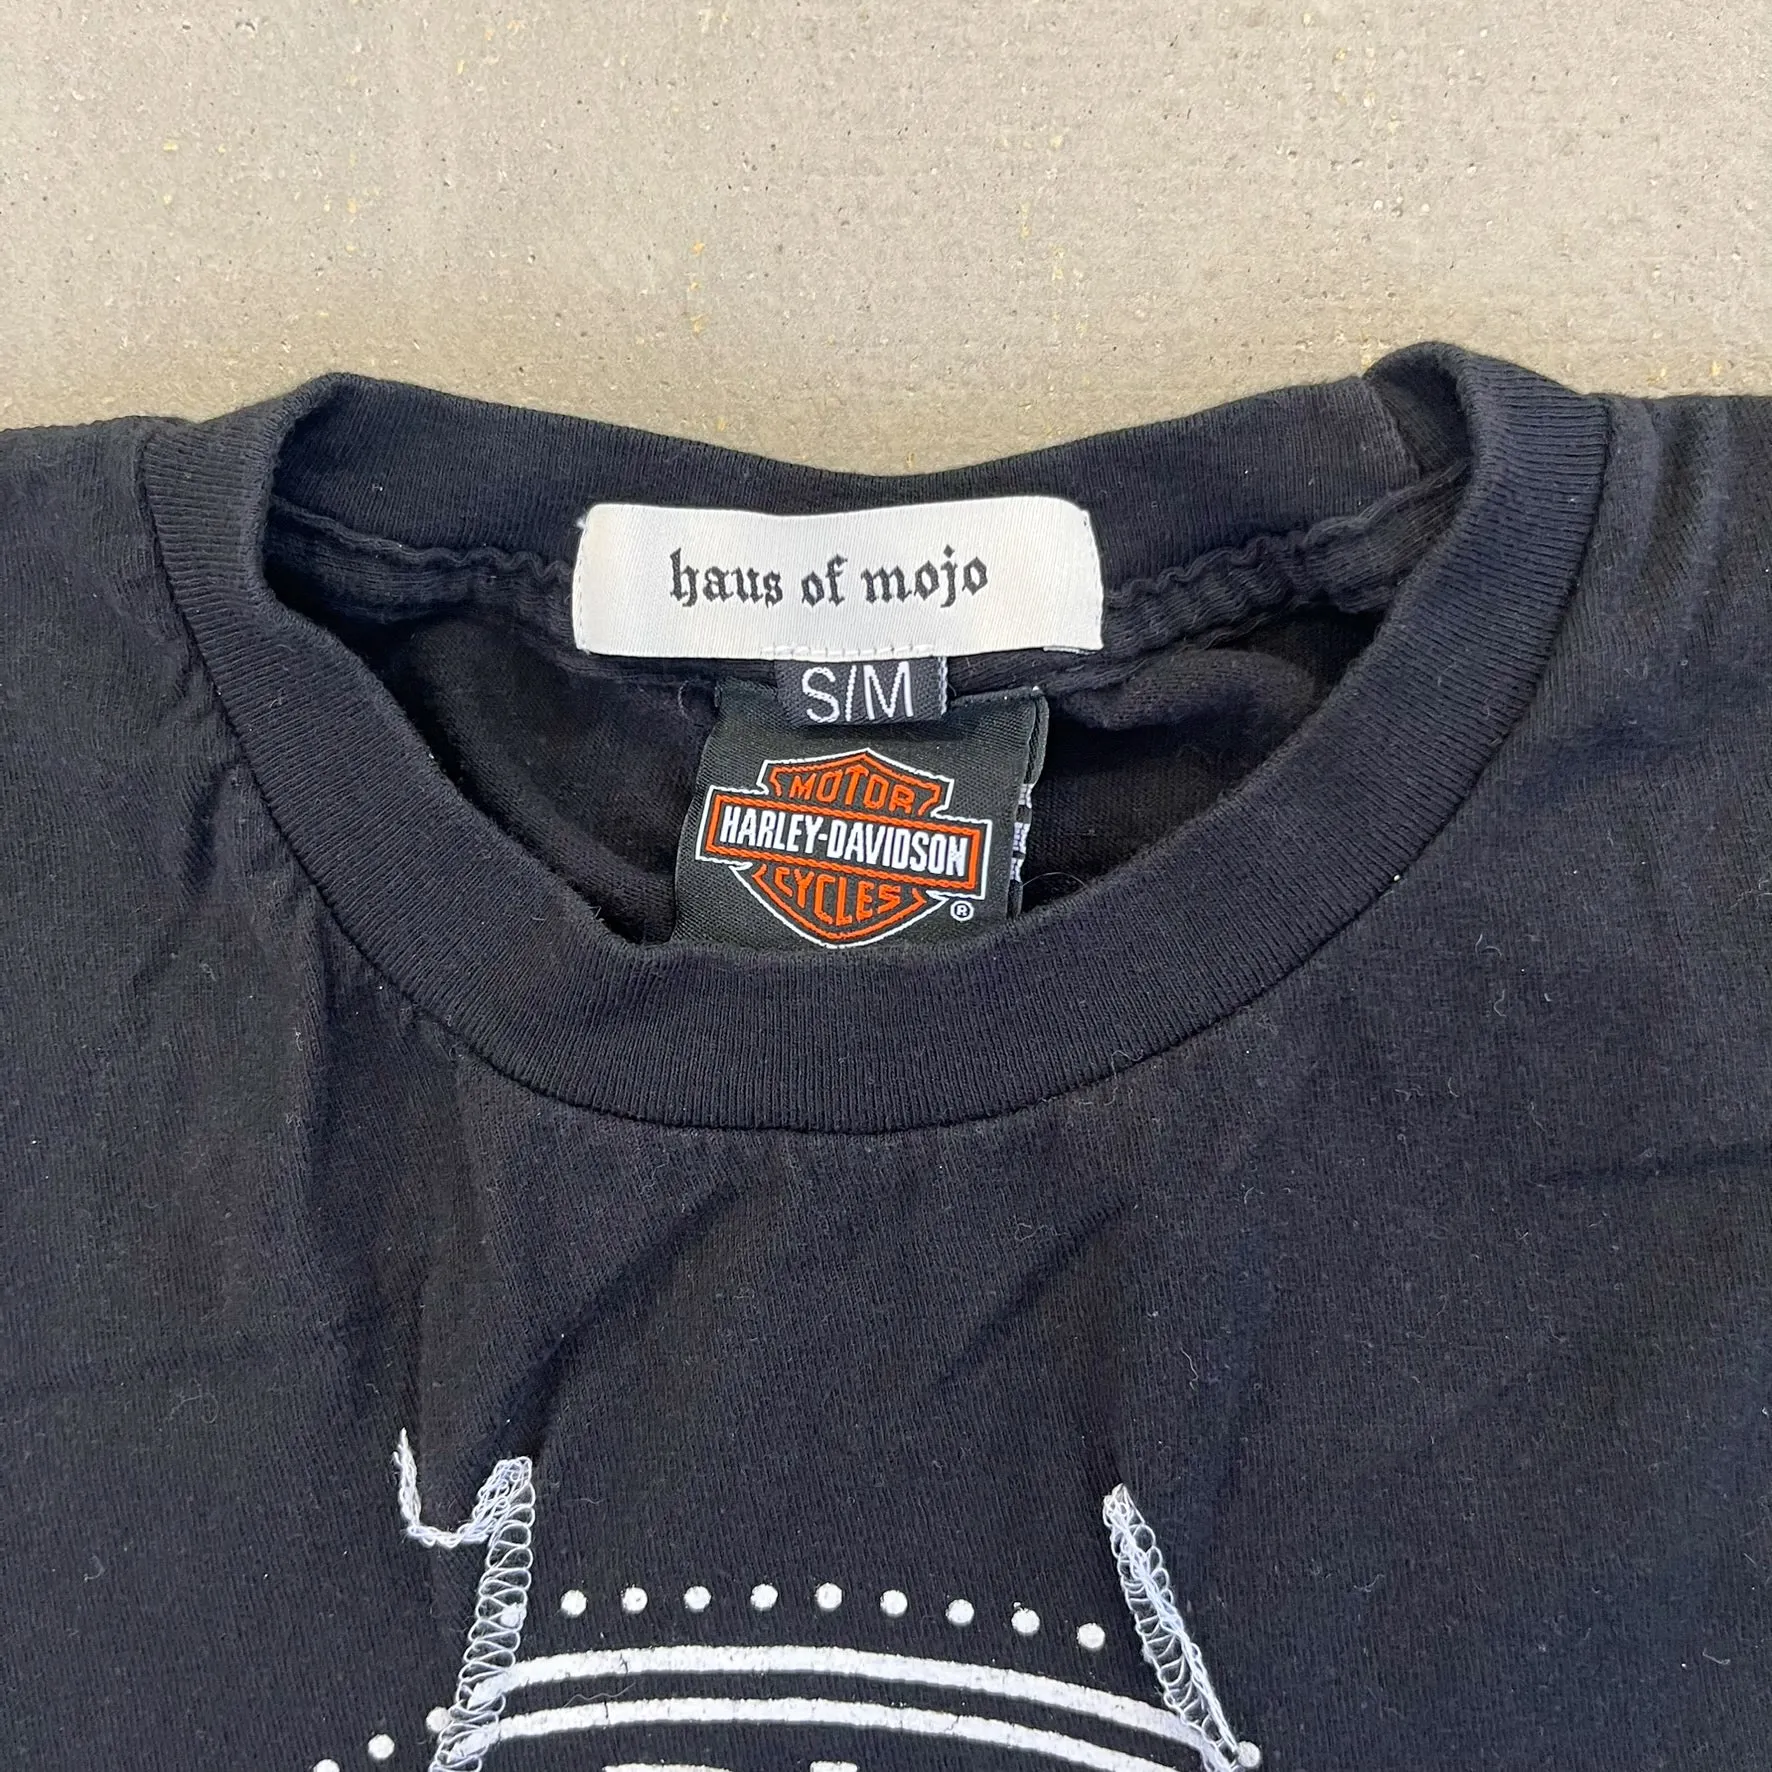 haus of mojo
S/M
MOTOR
HARLEY-DAVIDSON
CYCLES
®